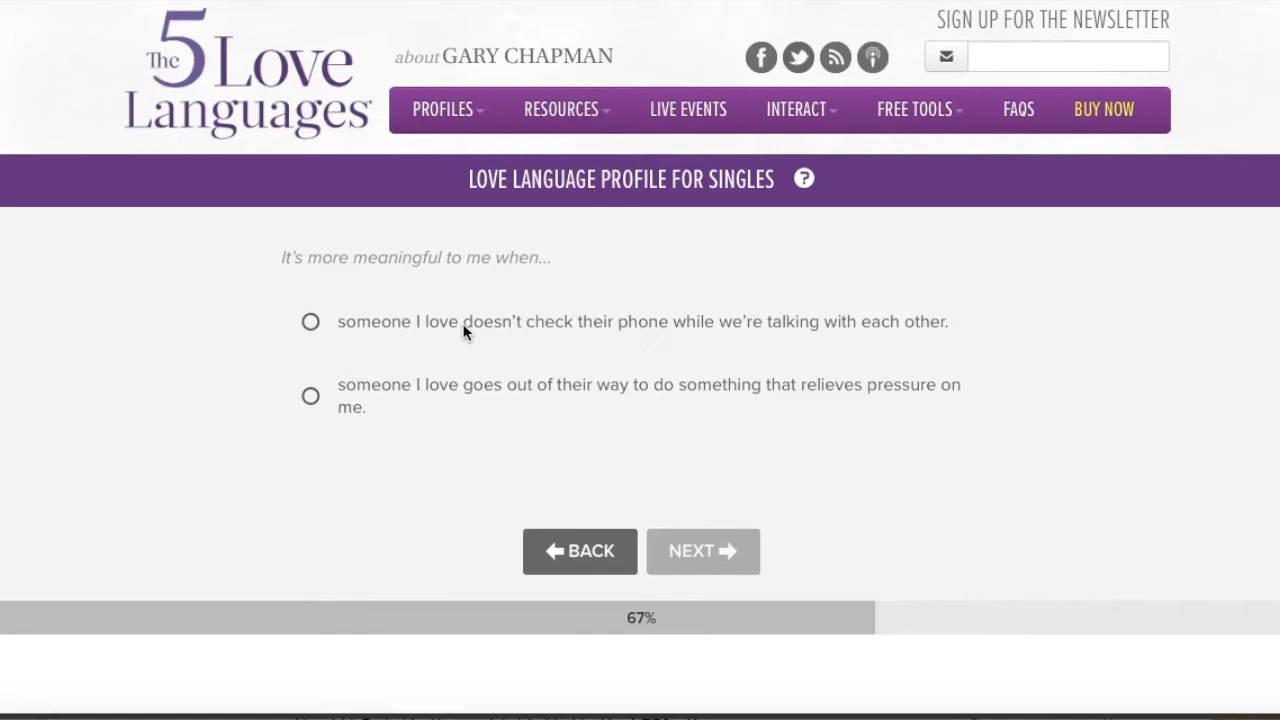 SIGN UP FOR THE NEWSLETTER
The 5 Love Languages
about GARY CHAPMAN
PROFILES RESOURCES LIVE EVENTS INTERACT FREE TOOLS FAQS BUY NOW
LOVE LANGUAGE PROFILE FOR SINGLES ?
It's more meaningful to me when...
someone I love doesn't check their phone while we're talking with each other.
someone I love goes out of their way to do something that relieves pressure on
me.
BACK NEXT
67%